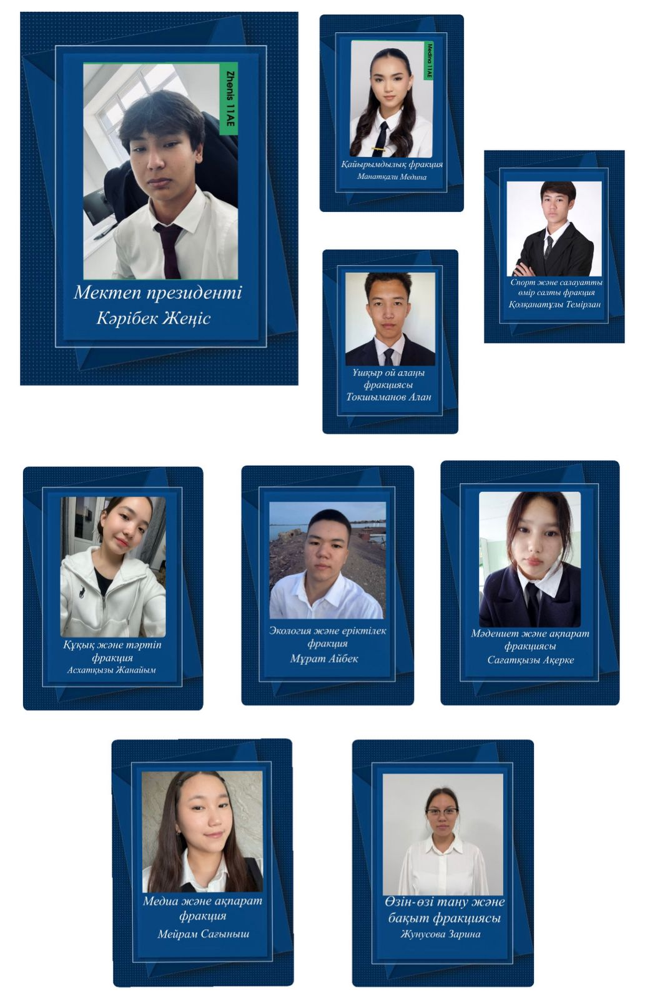 Zhenis 11AE
Мектеп президенті
Кәрібек Жеңіс
Medina 11AE
Қайырымдылық фракция
Манатқали Медина
Спорт және салауатты
өмір салты фракция
Қолқанатұлы Темірлан
Ұшқыр ой алаңы
фракциясы
Токшыманов Алан
Құқық және тәртіп
фракция
Асхатқызы Жанайым
Экология және еріктілек
фракция
Мұрат Айбек
Мәдениет және ақпарат
фракциясы
Сағатқызы Ақерке
Медиа және ақпарат
фракция
Мейрам Сағыныш
Өзін-өзі тану және
бақыт фракциясы
Жунусова Зарина